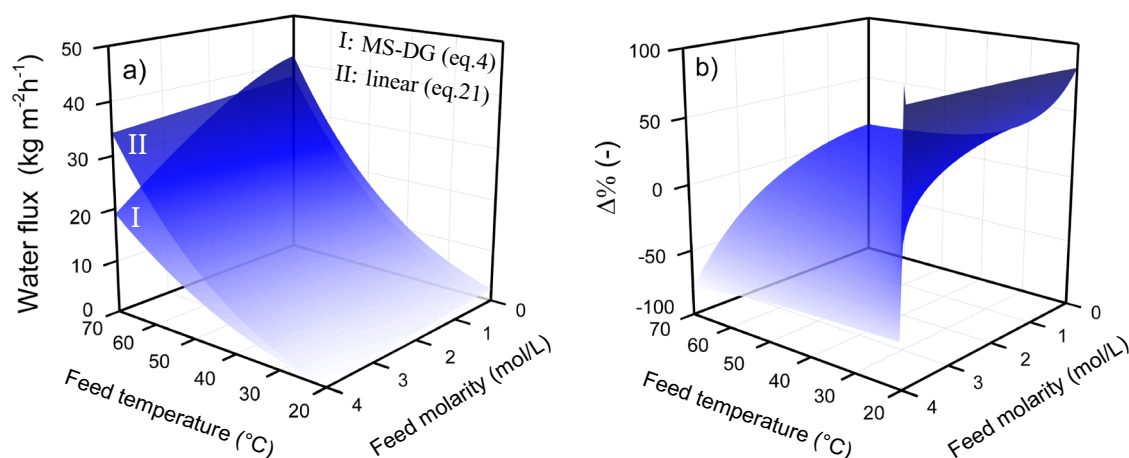 a)
I: MS-DG (eq.4)
II: linear (eq.21)
Water flux (kg m⁻²h⁻¹)
50
40
30
20
10
0
II
I
70
60
50
40
30
20
Feed temperature (°C)
0
1
2
3
4
Feed molarity (mol/L)
b)
Δ% (-)
100
50
0
-50
-100
70
60
50
40
30
20
Feed temperature (°C)
0
1
2
3
4
Feed molarity (mol/L)